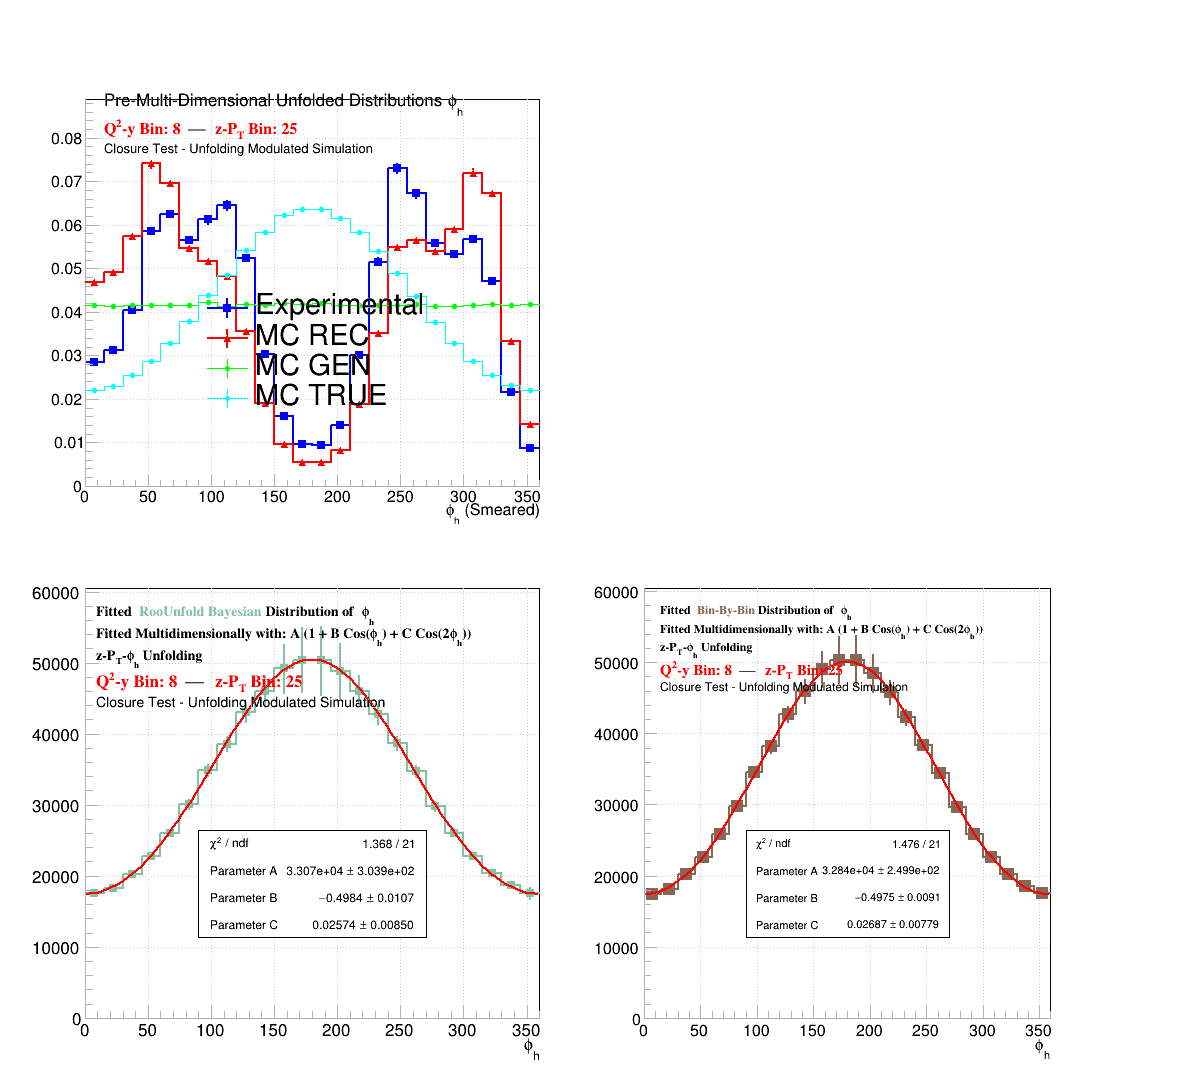 Pre-Multi-Dimensional Unfolded Distributions ϕh
Q²-y Bin: 8 — z-PT Bin: 25
Closure Test - Unfolding Modulated Simulation
0.08
0.07
0.06
0.05
0.04
0.03
0.02
0.01
0
Experimental
MC REC
MC GEN
MC TRUE
0 50 100 150 200 250 300 350
ϕh (Smeared)
Fitted RooUnfold Bayesian Distribution of ϕh
Fitted Multidimensionally with: A (1 + B Cos(ϕh) + C Cos(2ϕh))
z-PT-ϕh Unfolding
Q²-y Bin: 8 — z-PT Bin: 25
Closure Test - Unfolding Modulated Simulation
60000
50000
40000
30000
20000
10000
0
χ² / ndf 1.368 / 21
Parameter A 3.307e+04 ± 3.039e+02
Parameter B −0.4984 ± 0.0107
Parameter C 0.02574 ± 0.00850
0 50 100 150 200 250 300 350
ϕh
Fitted Bin-By-Bin Distribution of ϕh
Fitted Multidimensionally with: A (1 + B Cos(ϕh) + C Cos(2ϕh))
z-PT-ϕh Unfolding
Q²-y Bin: 8 — z-PT Bin: 25
Closure Test - Unfolding Modulated Simulation
60000
50000
40000
30000
20000
10000
0
χ² / ndf 1.476 / 21
Parameter A 3.284e+04 ± 2.499e+02
Parameter B −0.4975 ± 0.0091
Parameter C 0.02687 ± 0.00779
0 50 100 150 200 250 300 350
ϕh